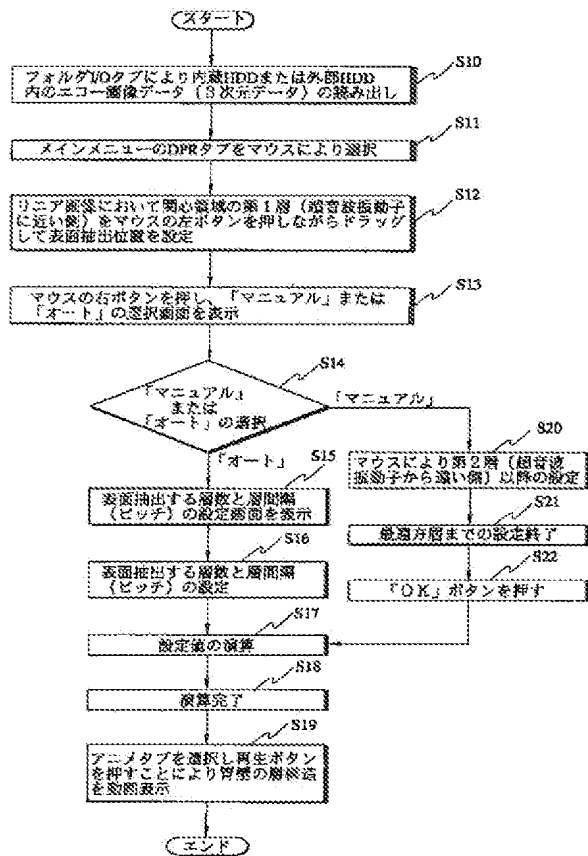 スタート
S10
フォルダI/Oタブにより内蔵HDDまたは外部HDD
内のエコー画像データ（3次元データ）の読み出し
S11
メインメニューのDPRタブをマウスにより選択
S12
リニア画像において関心領域の第1層（超音波振動子
に近い側）をマウスの左ボタンを押しながらドラッグ
して表面抽出位置を設定
S13
マウスの右ボタンを押し、「マニュアル」または
「オート」の選択画面を表示
S14
「マニュアル」
または
「オート」の選択
「マニュアル」
「オート」
S15
表面抽出する層数と層間隔
（ピッチ）の設定画面を表示
S16
表面抽出する層数と層間隔
（ピッチ）の設定
S20
マウスにより第2層（超音波
振動子から遠い側）以降の設定
S21
最遠方層までの設定終了
S22
「OK」ボタンを押す
S17
設定値の演算
S18
演算完了
S19
アニメタブを選択し再生ボタン
を押すことにより胃壁の層構造
を動画表示
エンド